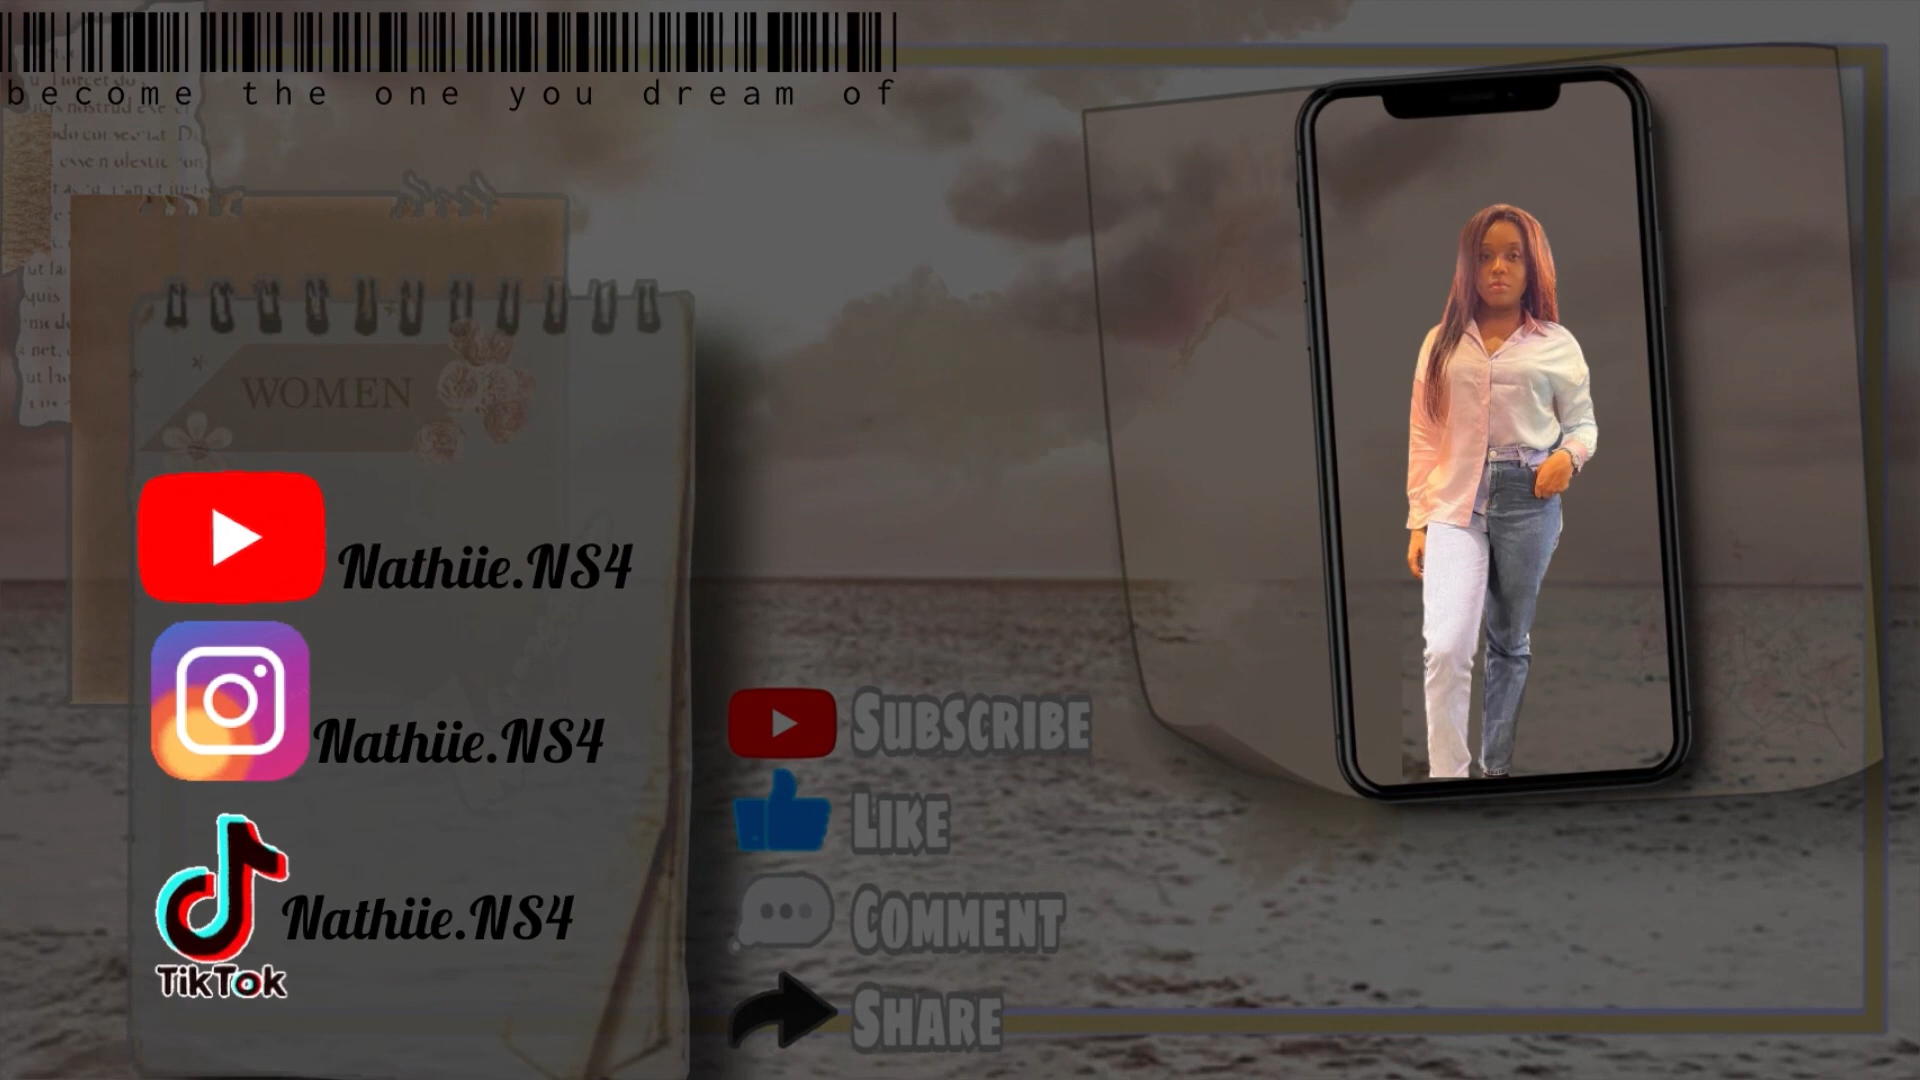 become the one you dream of
WOMEN
Nathiie.NS4
Nathiie.NS4
TikTok
Nathiie.NS4
SUBSCRIBE
LIKE
COMMENT
SHARE